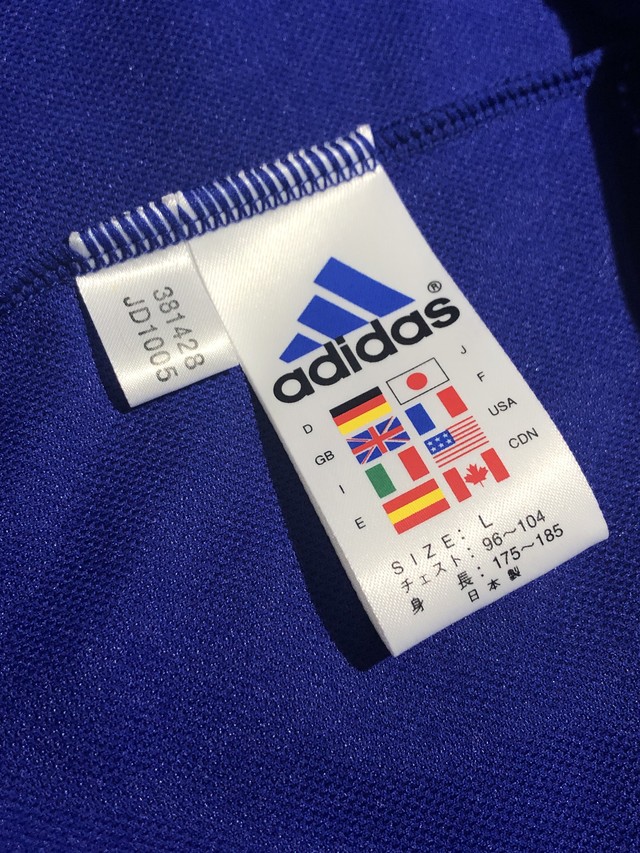 381428
JD1005
adidas®
J
F
D
USA
GB
CDN
I
E
SIZE: L
チェスト: 96～104
身 長: 175～185
日本製